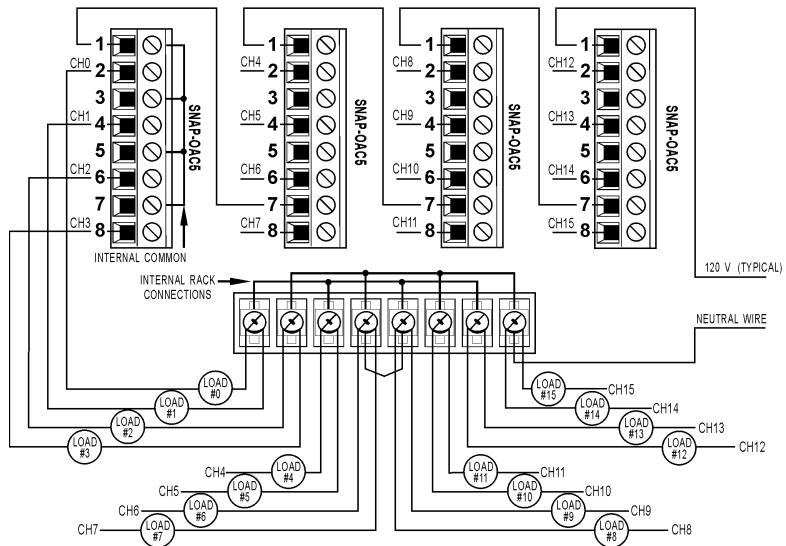 1
CH0
2
3
CH1
4
5
CH2
6
7
CH3
8
SNAP-OAC5
1
CH4
2
3
CH5
4
5
CH6
6
7
CH7
8
SNAP-OAC5
1
CH8
2
3
CH9
4
5
CH10
6
7
CH11
8
SNAP-OAC5
1
CH12
2
3
CH13
4
5
CH14
6
7
CH15
8
SNAP-OAC5
INTERNAL COMMON
INTERNAL RACK
CONNECTIONS
120 V (TYPICAL)
NEUTRAL WIRE
LOAD
#0
LOAD
#1
LOAD
#2
LOAD
#3
CH4
LOAD
#4
CH5
LOAD
#5
CH6
LOAD
#6
CH7
LOAD
#7
LOAD
#15
CH15
LOAD
#14
CH14
LOAD
#13
CH13
LOAD
#12
CH12
LOAD
#11
CH11
LOAD
#10
CH10
LOAD
#9
CH9
LOAD
#8
CH8